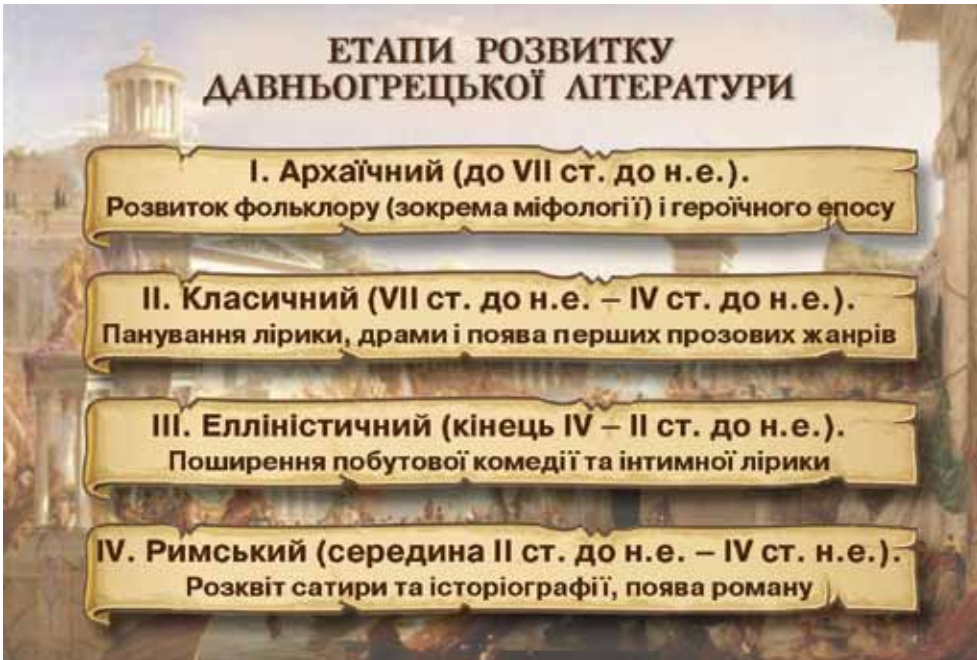 ЕТАПИ РОЗВИТКУ
ДАВНЬОГРЕЦЬКОЇ ЛІТЕРАТУРИ
I. Архаїчний (до VII ст. до н.е.).
Розвиток фольклору (зокрема міфології) і героїчного епосу
II. Класичний (VII ст. до н.е. – IV ст. до н.е.).
Панування лірики, драми і поява перших прозових жанрів
III. Елліністичний (кінець IV – II ст. до н.е.).
Поширення побутової комедії та інтимної лірики
IV. Римський (середина II ст. до н.е. – IV ст. н.е.).
Розквіт сатири та історіографії, поява роману